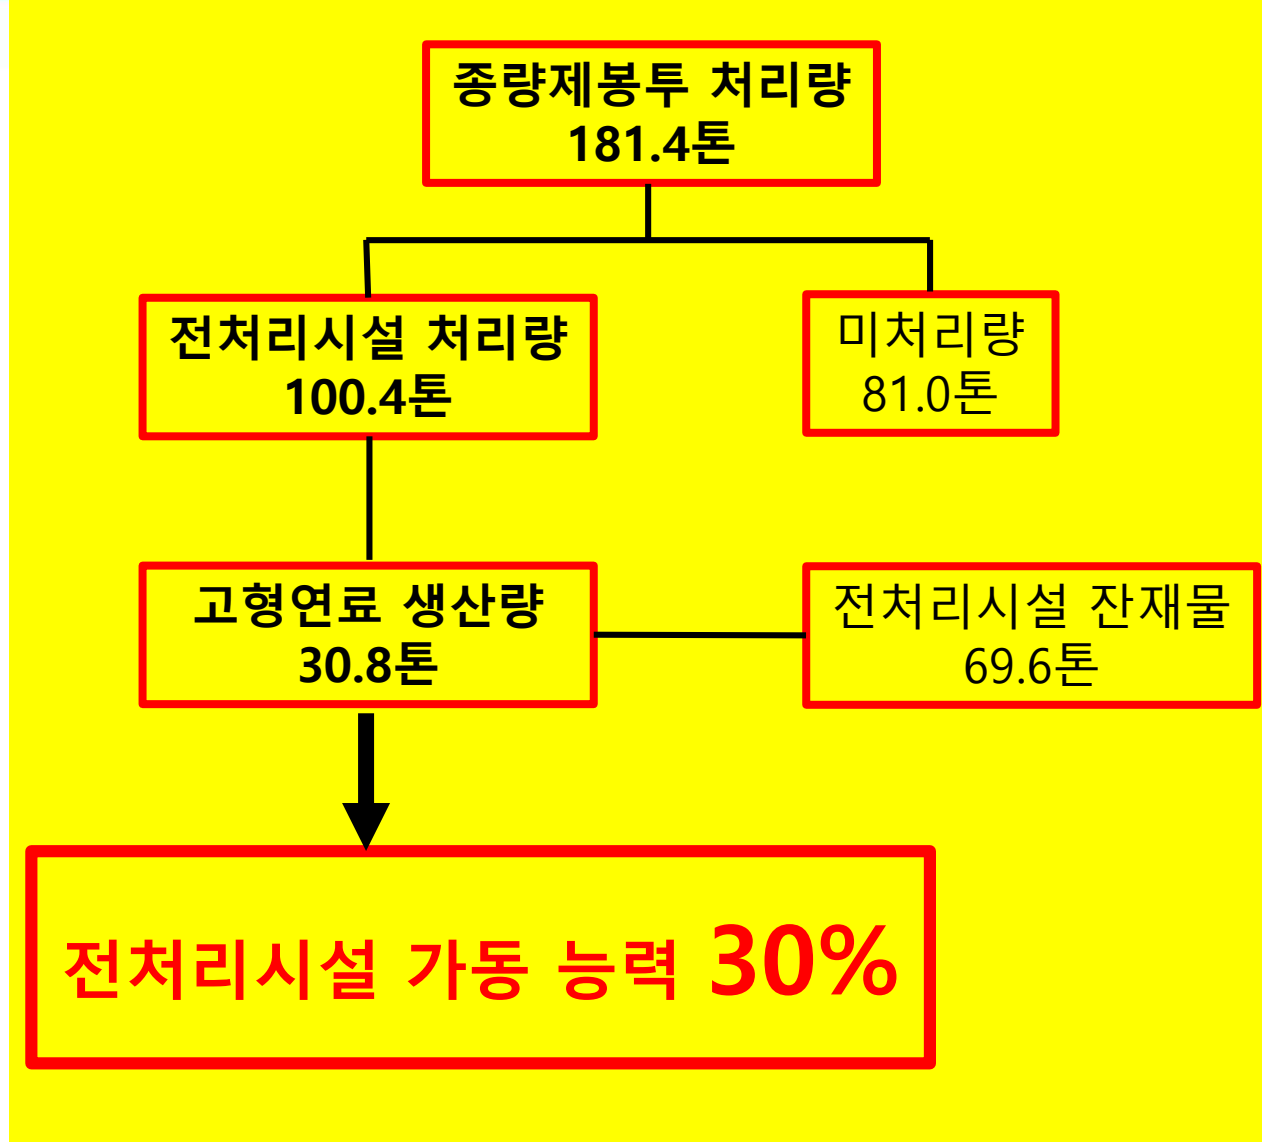 종량제봉투 처리량
181.4톤
전처리시설 처리량
100.4톤
미처리량
81.0톤
고형연료 생산량
30.8톤
전처리시설 잔재물
69.6톤
전처리시설 가동 능력 30%